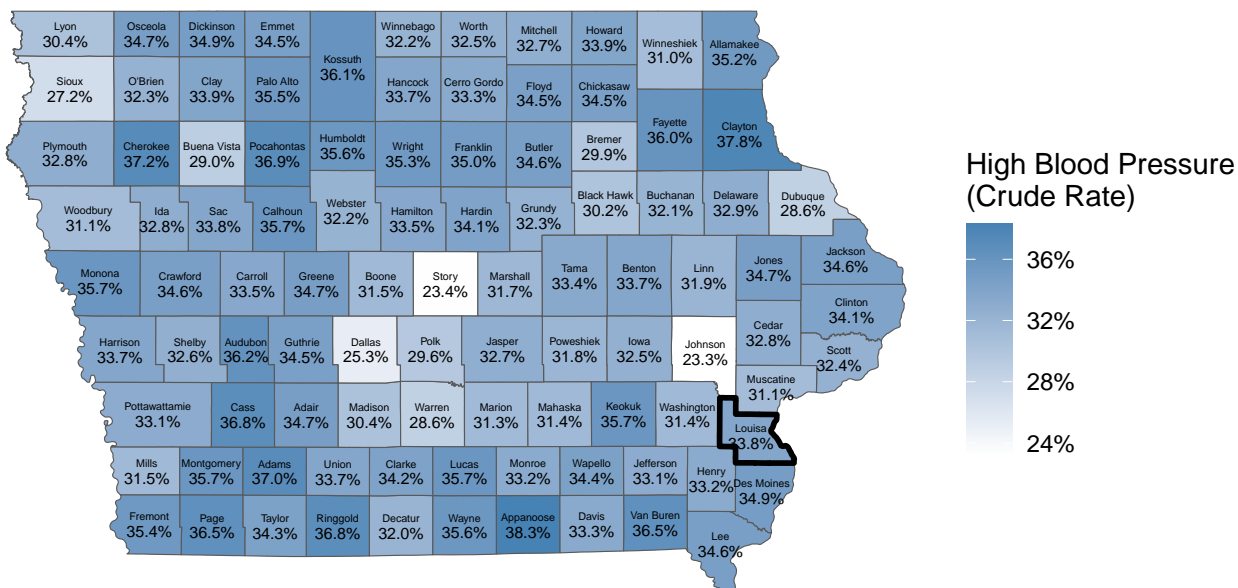 Lyon
30.4%
Osceola
34.7%
Dickinson
34.9%
Emmet
34.5%
Kossuth
36.1%
Winnebago
32.2%
Worth
32.5%
Mitchell
32.7%
Howard
33.9%
Winneshiek
31.0%
Allamakee
35.2%
Sioux
27.2%
O'Brien
32.3%
Clay
33.9%
Palo Alto
35.5%
Hancock
33.7%
Cerro Gordo
33.3%
Floyd
34.5%
Chickasaw
34.5%
Fayette
36.0%
Clayton
37.8%
Plymouth
32.8%
Cherokee
37.2%
Buena Vista
29.0%
Pocahontas
36.9%
Humboldt
35.6%
Wright
35.3%
Franklin
35.0%
Butler
34.6%
Bremer
29.9%
Woodbury
31.1%
Ida
32.8%
Sac
33.8%
Calhoun
35.7%
Webster
32.2%
Hamilton
33.5%
Hardin
34.1%
Grundy
32.3%
Black Hawk
30.2%
Buchanan
32.1%
Delaware
32.9%
Dubuque
28.6%
Monona
35.7%
Crawford
34.6%
Carroll
33.5%
Greene
34.7%
Boone
31.5%
Story
23.4%
Marshall
31.7%
Tama
33.4%
Benton
33.7%
Linn
31.9%
Jones
34.7%
Jackson
34.6%
Clinton
34.1%
Harrison
33.7%
Shelby
32.6%
Audubon
36.2%
Guthrie
34.5%
Dallas
25.3%
Polk
29.6%
Jasper
32.7%
Poweshiek
31.8%
Iowa
32.5%
Johnson
23.3%
Cedar
32.8%
Scott
32.4%
Muscatine
31.1%
Pottawattamie
33.1%
Cass
36.8%
Adair
34.7%
Madison
30.4%
Warren
28.6%
Marion
31.3%
Mahaska
31.4%
Keokuk
35.7%
Washington
31.4%
Louisa
33.8%
Mills
31.5%
Montgomery
35.7%
Adams
37.0%
Union
33.7%
Clarke
34.2%
Lucas
35.7%
Monroe
33.2%
Wapello
34.4%
Jefferson
33.1%
Henry
33.2%
Des Moines
34.9%
Fremont
35.4%
Page
36.5%
Taylor
34.3%
Ringgold
36.8%
Decatur
32.0%
Wayne
35.6%
Appanoose
38.3%
Davis
33.3%
Van Buren
36.5%
Lee
34.6%
High Blood Pressure
(Crude Rate)
36%
32%
28%
24%